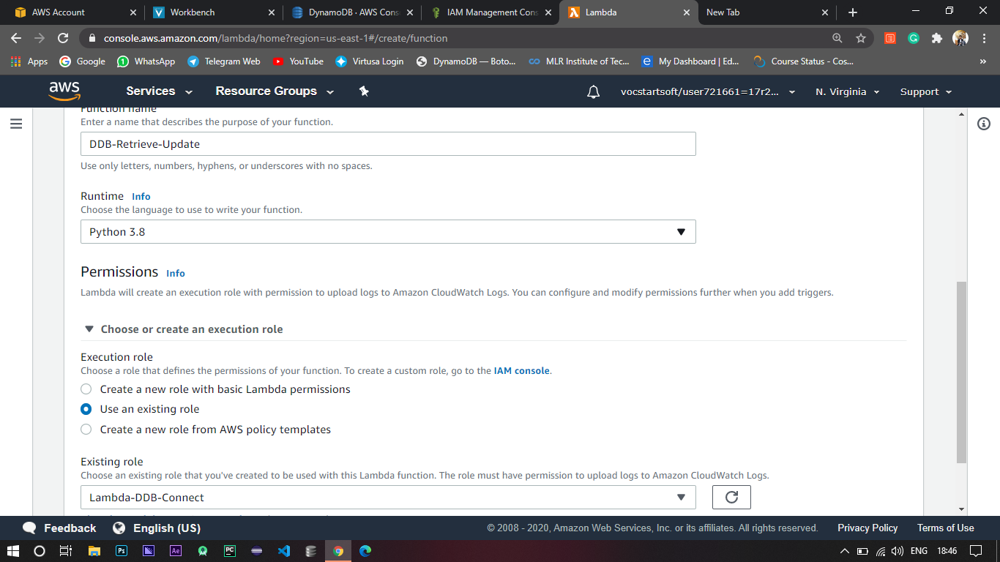 AWS Account
Workbench
DynamoDB · AWS Cons
IAM Management Cons
Lambda
New Tab
console.aws.amazon.com/lambda/home?region=us-east-1#/create/function
Apps
Google
WhatsApp
Telegram Web
YouTube
Virtusa Login
DynamoDB — Boto...
MLR Institute of Tec...
My Dashboard | Ed...
Course Status - Cos...
»
aws
Services
Resource Groups
vocstartsoft/user721661=17r2...
N. Virginia
Support
Function name
Enter a name that describes the purpose of your function.
DDB-Retrieve-Update
Use only letters, numbers, hyphens, or underscores with no spaces.
Runtime Info
Choose the language to use to write your function.
Python 3.8
Permissions Info
Lambda will create an execution role with permission to upload logs to Amazon CloudWatch Logs. You can configure and modify permissions further when you add triggers.
Choose or create an execution role
Execution role
Choose a role that defines the permissions of your function. To create a custom role, go to the IAM console.
Create a new role with basic Lambda permissions
Use an existing role
Create a new role from AWS policy templates
Existing role
Choose an existing role that you've created to be used with this Lambda function. The role must have permission to upload logs to Amazon CloudWatch Logs.
Lambda-DDB-Connect
Feedback
English (US)
© 2008 - 2020, Amazon Web Services, Inc. or its affiliates. All rights reserved.
Privacy Policy
Terms of Use
Ps
Ae
PC
ENG
18:46